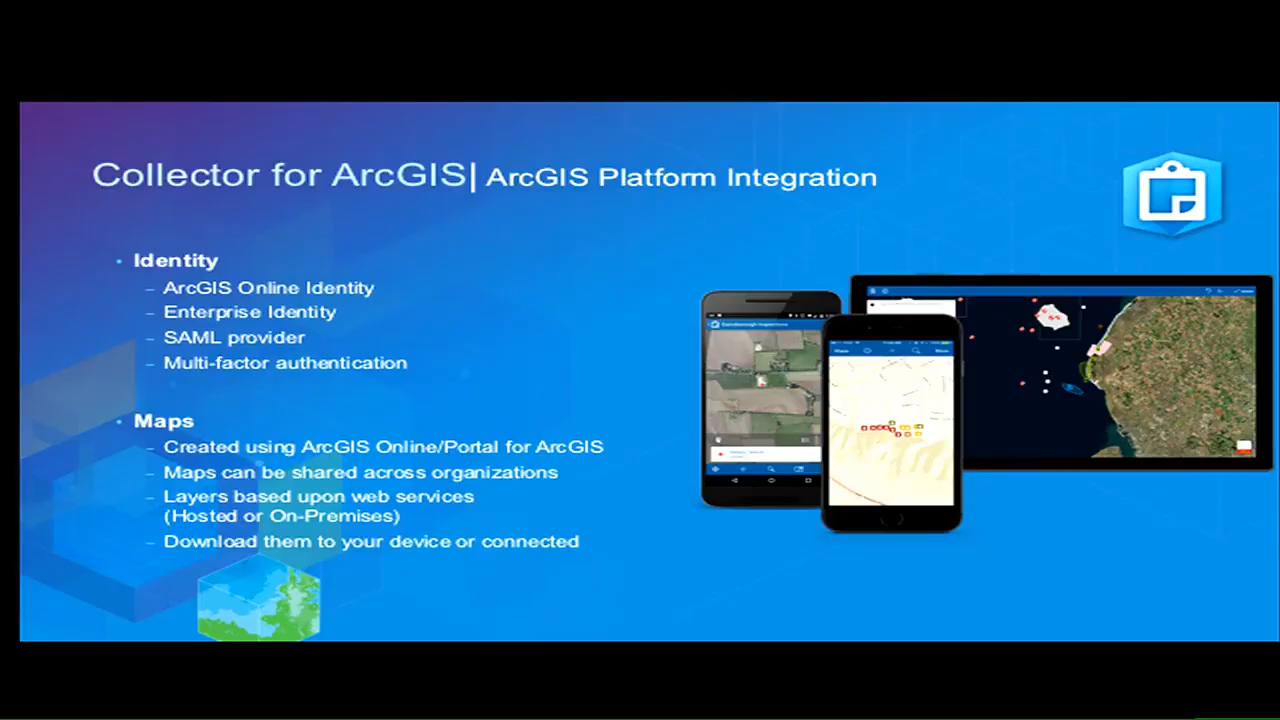 Collector for ArcGIS| ArcGIS Platform Integration
• Identity
– ArcGIS Online Identity
– Enterprise Identity
– SAML provider
– Multi-factor authentication
• Maps
– Created using ArcGIS Online/Portal for ArcGIS
– Maps can be shared across organizations
– Layers based upon web services
(Hosted or On-Premises)
– Download them to your device or connected